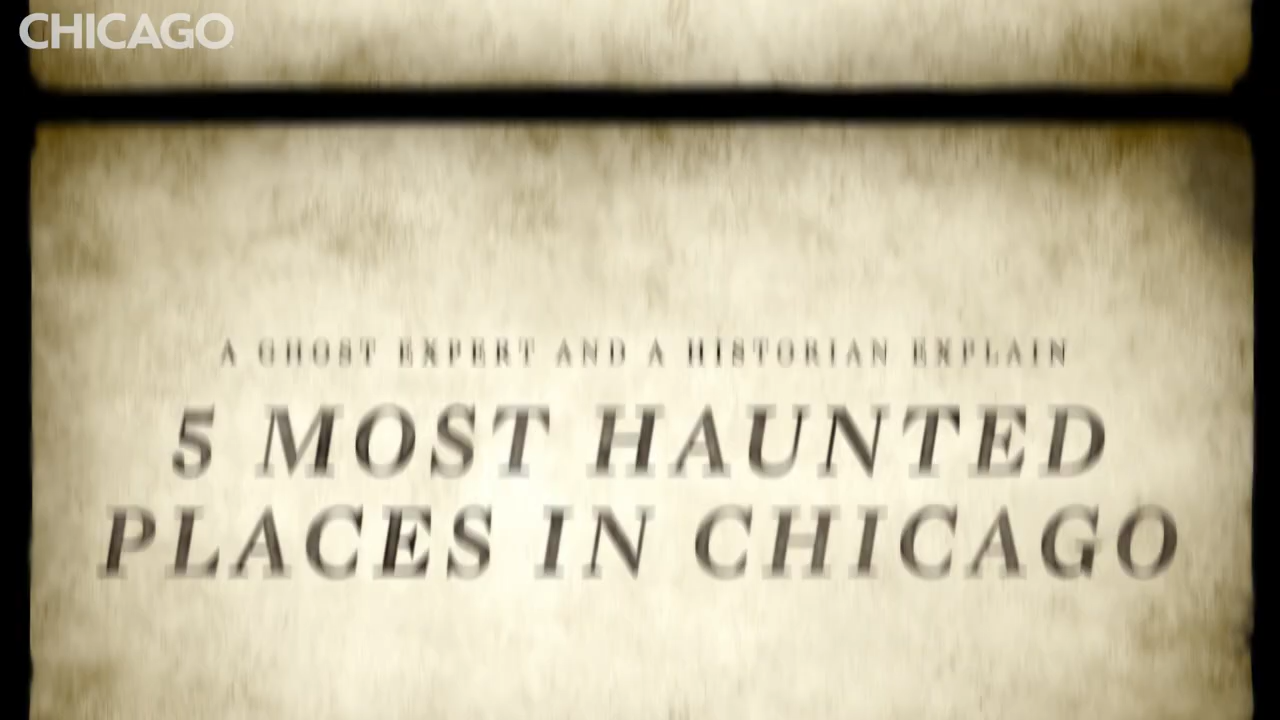 CHICAGO
A GHOST EXPERT AND A HISTORIAN EXPLAIN
5 MOST HAUNTED
PLACES IN CHICAGO